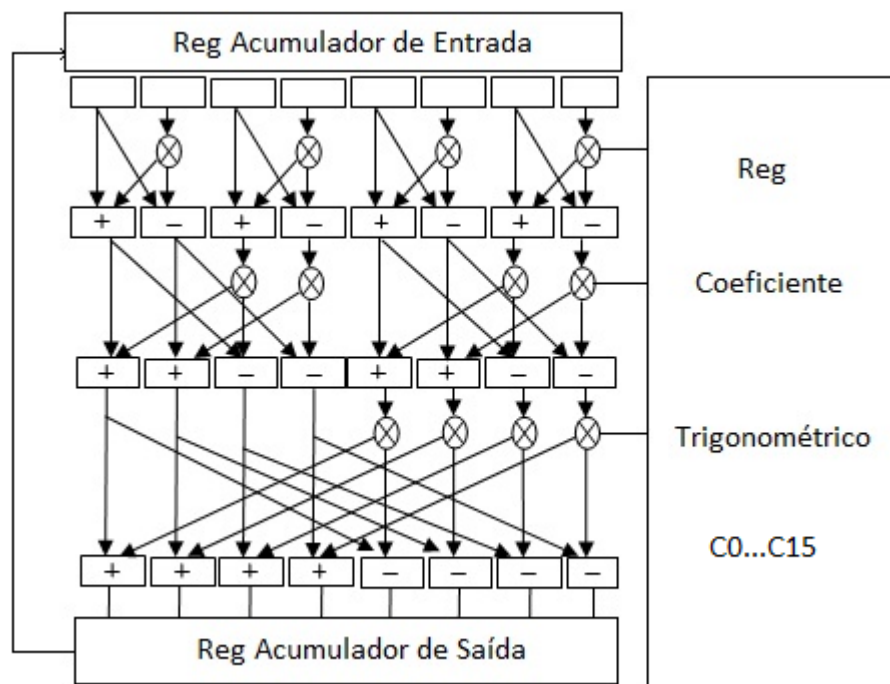 Reg Acumulador de Entrada
Reg
+ − + − + − + −
Coeficiente
+ + − − + + − −
Trigonométrico
C0...C15
+ + + + − − − −
Reg Acumulador de Saída